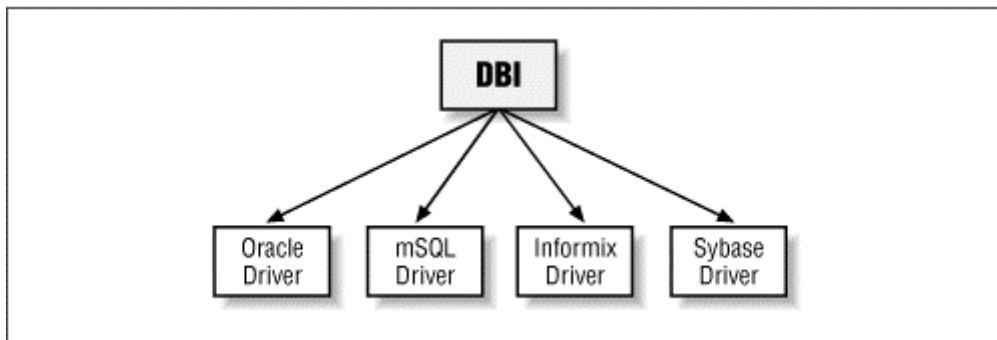 DBI
Oracle
Driver
mSQL
Driver
Informix
Driver
Sybase
Driver